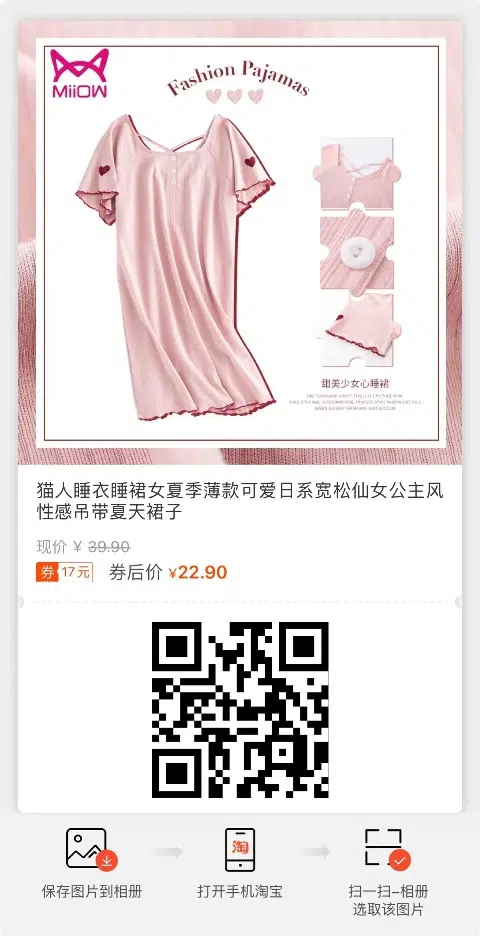 MiiOW
Fashion Pajamas
甜美少女心睡裙
猫人睡衣睡裙女夏季薄款可爱日系宽松仙女公主风
性感吊带夏天裙子
现价 ¥ 39.90
券 17元 券后价 ¥22.90
保存图片到相册
打开手机淘宝
扫一扫-相册
选取该图片
淘